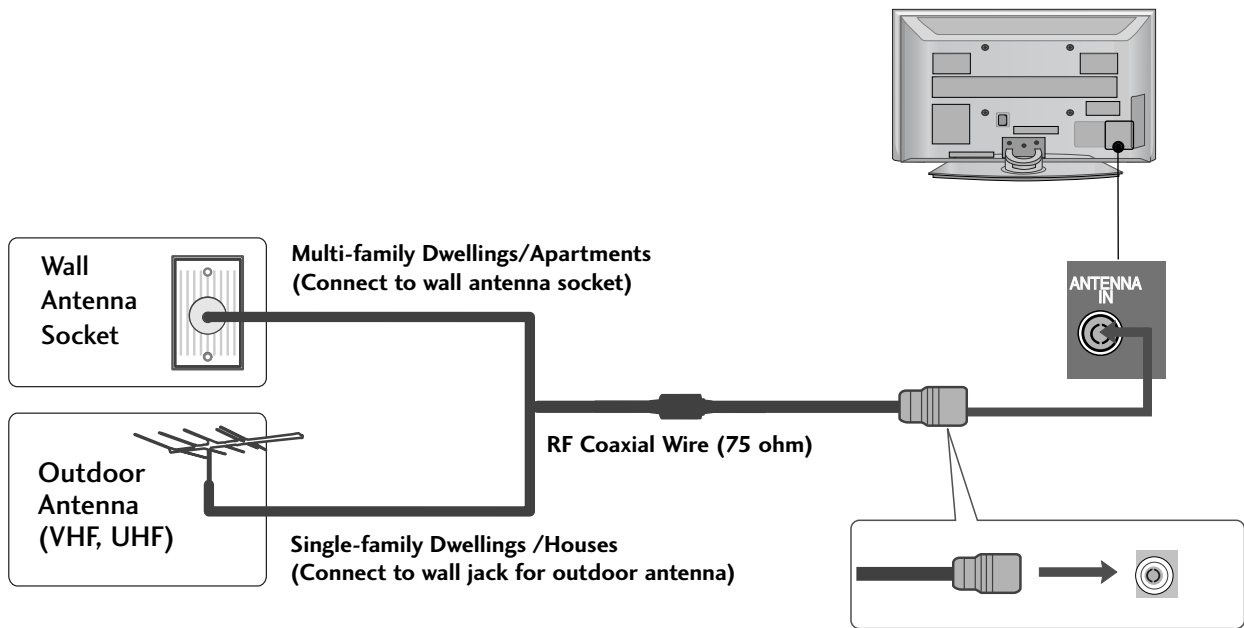 Wall
Antenna
Socket
Multi-family Dwellings/Apartments
(Connect to wall antenna socket)
ANTENNA
IN
RF Coaxial Wire (75 ohm)
Outdoor
Antenna
(VHF, UHF)
Single-family Dwellings /Houses
(Connect to wall jack for outdoor antenna)